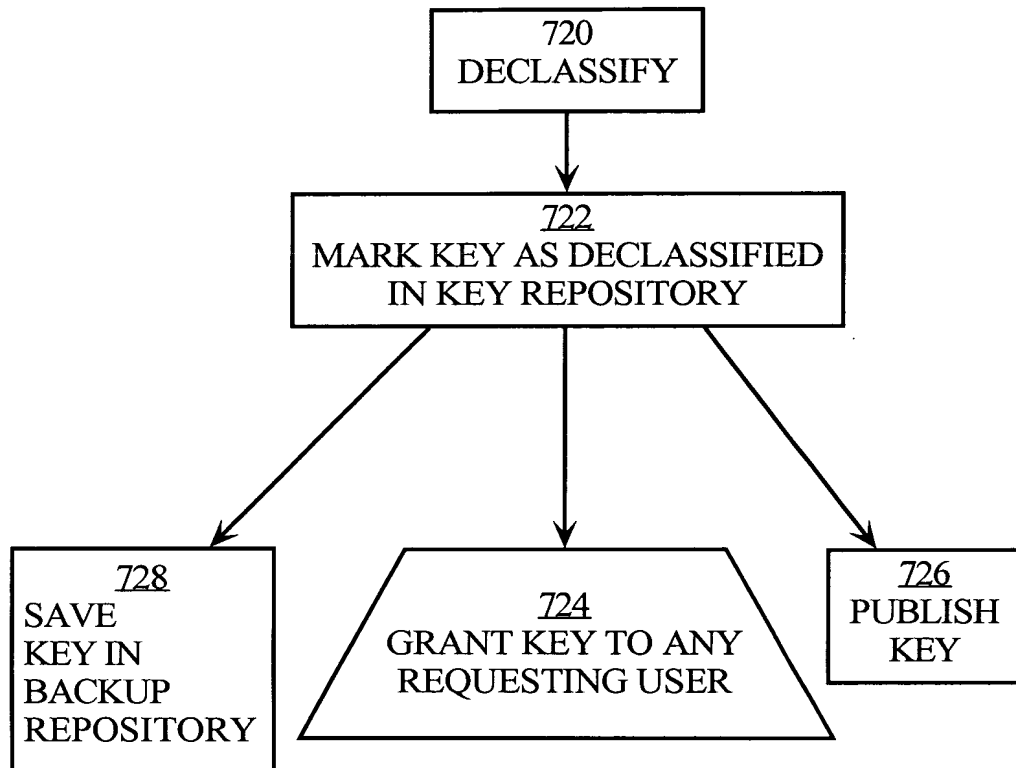 720
DECLASSIFY
722
MARK KEY AS DECLASSIFIED
IN KEY REPOSITORY
728
SAVE
KEY IN
BACKUP
REPOSITORY
724
GRANT KEY TO ANY
REQUESTING USER
726
PUBLISH
KEY